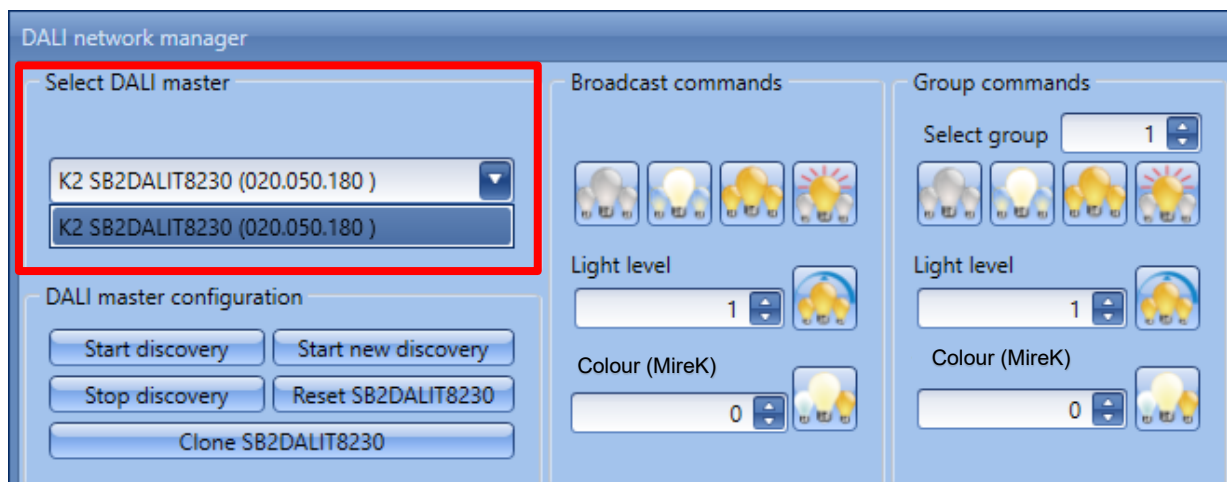 DALI network manager
Select DALI master
K2 SB2DALIT8230 (020.050.180 )
K2 SB2DALIT8230 (020.050.180 )
DALI master configuration
Start discovery
Start new discovery
Stop discovery
Reset SB2DALIT8230
Clone SB2DALIT8230
Broadcast commands
Light level
1
Colour (MireK)
0
Group commands
Select group
1
Light level
1
Colour (MireK)
0